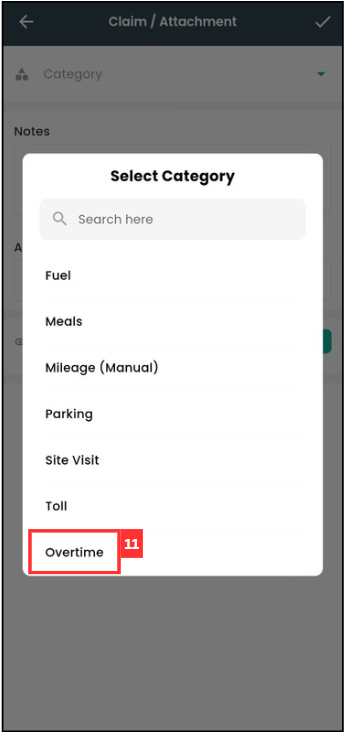 Claim / Attachment
Category
Notes
Select Category
Search here
A
Fuel
Meals
Mileage (Manual)
Parking
Site Visit
Toll
Overtime
11